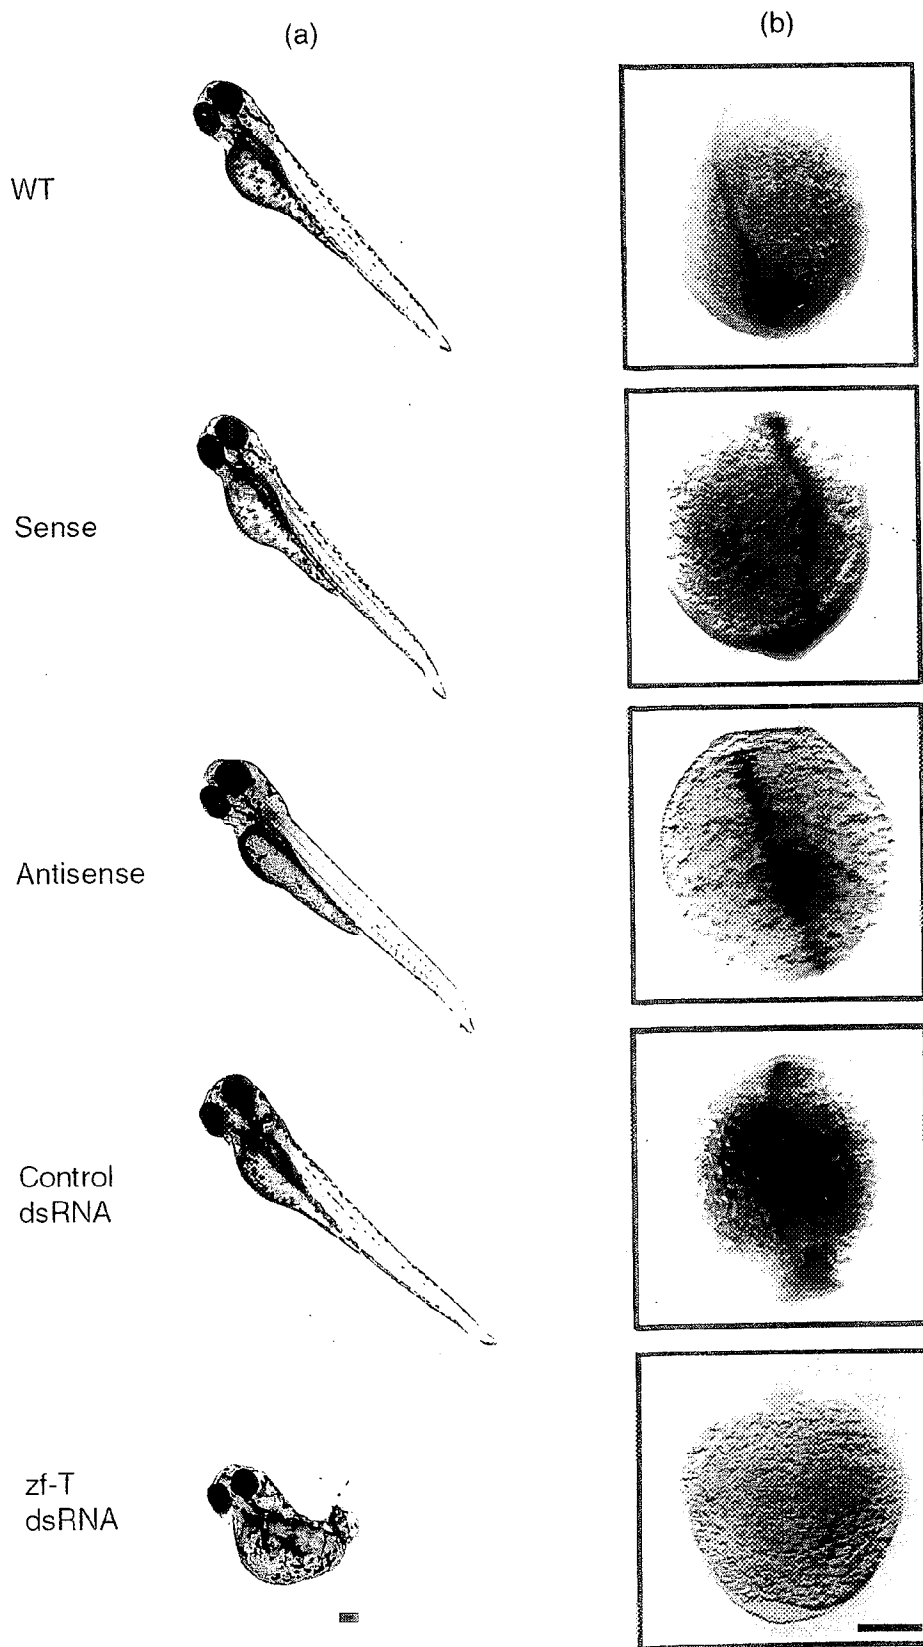 (a)
(b)
WT
Sense
Antisense
Control
dsRNA
zf-T
dsRNA